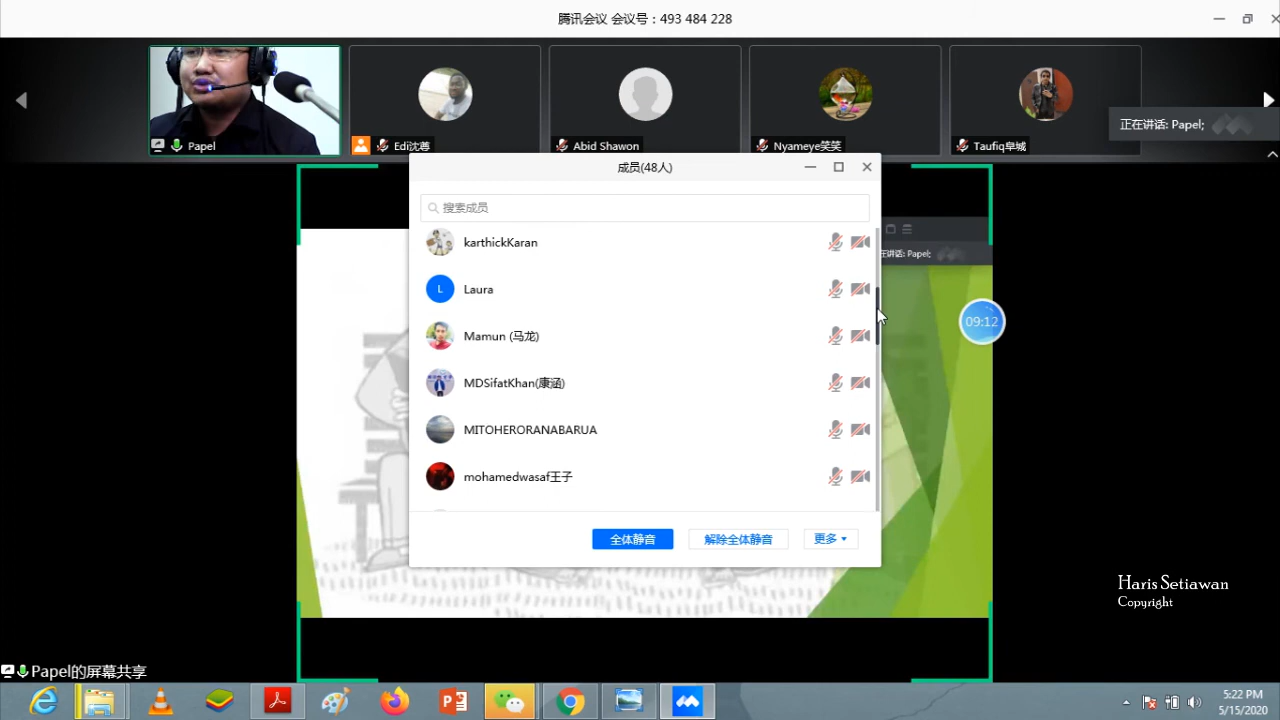 腾讯会议 会议号：493 484 228
Papel
Edi沈尊
Abid Shawon
Nyameye笑笑
Taufiq阜城
正在讲话: Papel;
成员(48人)
搜索成员
karthickKaran
在讲话: Papel;
L
Laura
09:12
Mamun (马龙)
MDSifatKhan(康涵)
MITOHERORANABARUA
mohamedwasaf王子
全体静音
解除全体静音
更多
Haris Setiawan
Copyright
Papel的屏幕共享
5:22 PM
5/15/2020